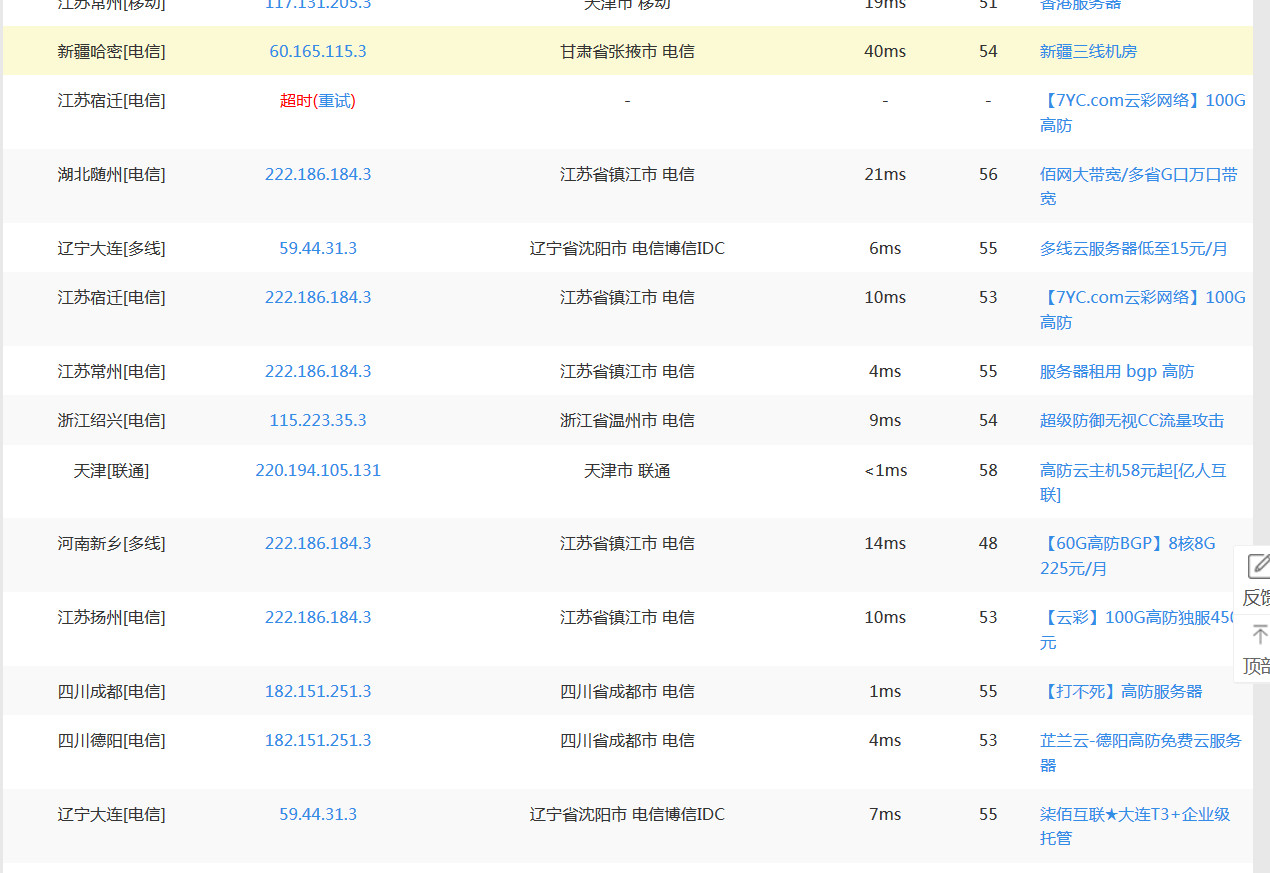 江苏常州[移动] 117.131.205.3 天津市 移动 19ms 51 香港服务器
新疆哈密[电信] 60.165.115.3 甘肃省张掖市 电信 40ms 54 新疆三线机房
江苏宿迁[电信] 超时(重试) - - - 【7YC.com云彩网络】100G
高防
湖北随州[电信] 222.186.184.3 江苏省镇江市 电信 21ms 56 佰网大带宽/多省G口万口带
宽
辽宁大连[多线] 59.44.31.3 辽宁省沈阳市 电信博信IDC 6ms 55 多线云服务器低至15元/月
江苏宿迁[电信] 222.186.184.3 江苏省镇江市 电信 10ms 53 【7YC.com云彩网络】100G
高防
江苏常州[电信] 222.186.184.3 江苏省镇江市 电信 4ms 55 服务器租用 bgp 高防
浙江绍兴[电信] 115.223.35.3 浙江省温州市 电信 9ms 54 超级防御无视CC流量攻击
天津[联通] 220.194.105.131 天津市 联通 <1ms 58 高防云主机58元起[亿人互
联]
河南新乡[多线] 222.186.184.3 江苏省镇江市 电信 14ms 48 【60G高防BGP】8核8G
225元/月
反馈
江苏扬州[电信] 222.186.184.3 江苏省镇江市 电信 10ms 53 【云彩】100G高防独服450
元
顶部
四川成都[电信] 182.151.251.3 四川省成都市 电信 1ms 55 【打不死】高防服务器
四川德阳[电信] 182.151.251.3 四川省成都市 电信 4ms 53 芷兰云-德阳高防免费云服务
器
辽宁大连[电信] 59.44.31.3 辽宁省沈阳市 电信博信IDC 7ms 55 柒佰互联★大连T3+企业级
托管